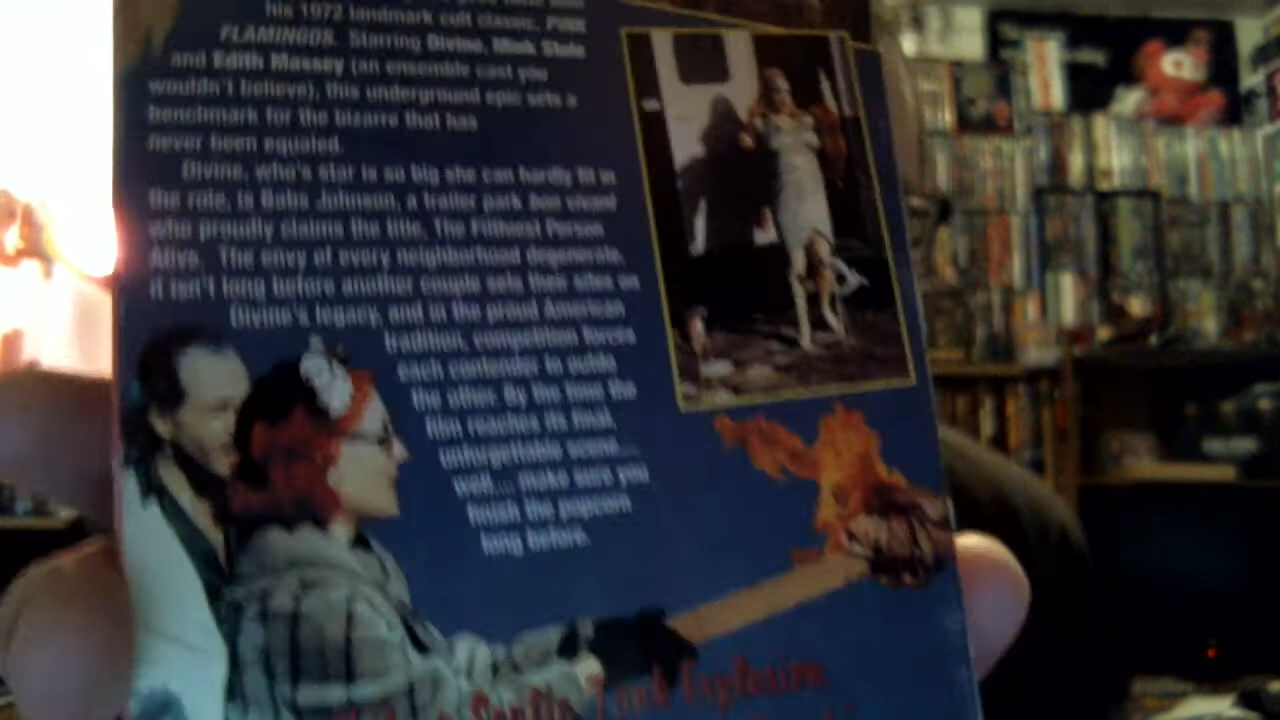 his 1972 landmark cult classic, PINK
FLAMINGOS. Starring Divine, Mink Stole
and Edith Massey (an ensemble cast you
wouldn't believe), this underground epic sets a
benchmark for the bizarre that has
never been equaled.
Divine, who's star is so big she can hardly fit in
the role, is Babs Johnson, a trailer park bon vivant
who proudly claims the title, The Filthiest Person
Alive. The envy of every neighborhood degenerate,
it isn't long before another couple sets their sites on
Divine's legacy, and in the proud American
tradition, competition forces
each contender to outdo
the other. By the time the
film reaches its final,
unforgettable scene...
well... make sure you
finish the popcorn
long before.
Explosion